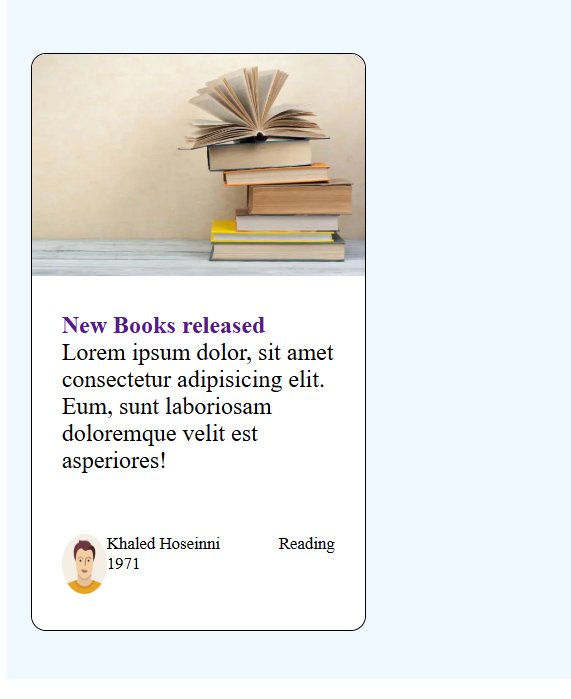 New Books released
Lorem ipsum dolor, sit amet
consectetur adipisicing elit.
Eum, sunt laboriosam
doloremque velit est
asperiores!
Khaled Hoseinni
1971
Reading